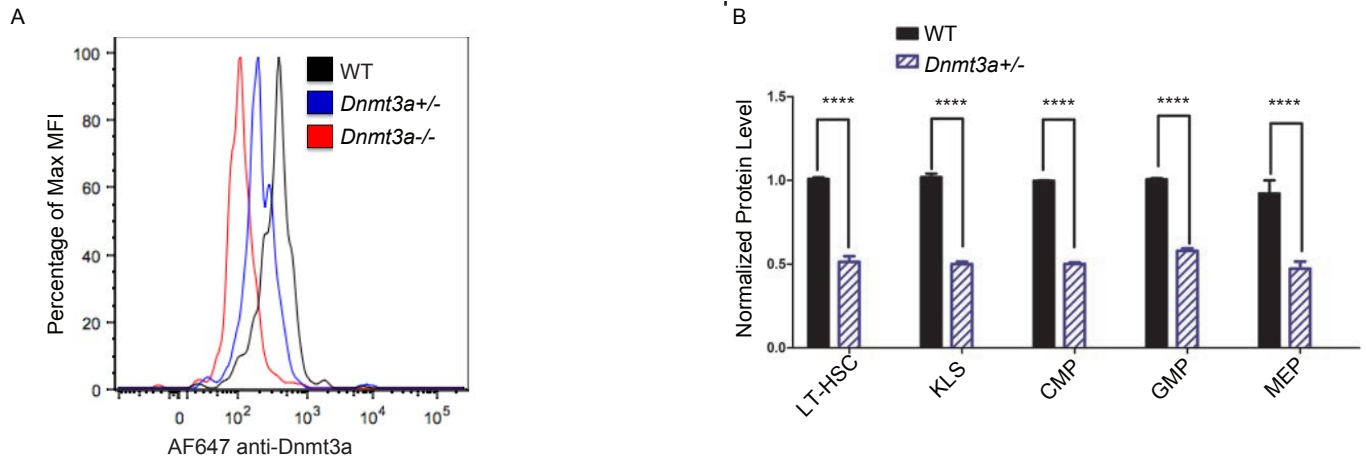 A
WT
Dnmt3a+/-
Dnmt3a-/-
100
80
60
40
20
0
Percentage of Max MFI
0 10² 10³ 10⁴ 10⁵
AF647 anti-Dnmt3a
B
WT
Dnmt3a+/-
**** **** **** **** ****
1.5
1.0
0.5
0.0
Normalized Protein Level
LT-HSC KLS CMP GMP MEP